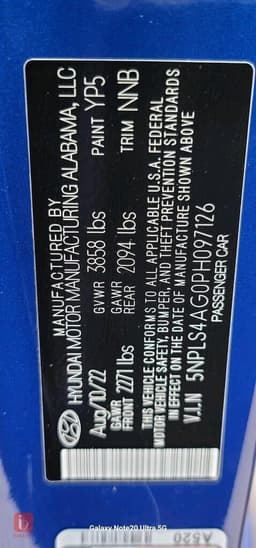 MANUFACTURED BY
HYUNDAI MOTOR MANUFACTURING ALABAMA, LLC
Aug/10/22 GVWR 3858 lbs PAINT YP5
GAWR FRONT 2271 lbs GAWR REAR 2094 lbs TRIM NNB
THIS VEHICLE CONFORMS TO ALL APPLICABLE U.S.A. FEDERAL
MOTOR VEHICLE SAFETY, BUMPER, AND THEFT PREVENTION STANDARDS
IN EFFECT ON THE DATE OF MANUFACTURE SHOWN ABOVE
V.I.N 5NPLS4AG0PH097126
PASSENGER CAR
A520
Galaxy Note20 Ultra 5G